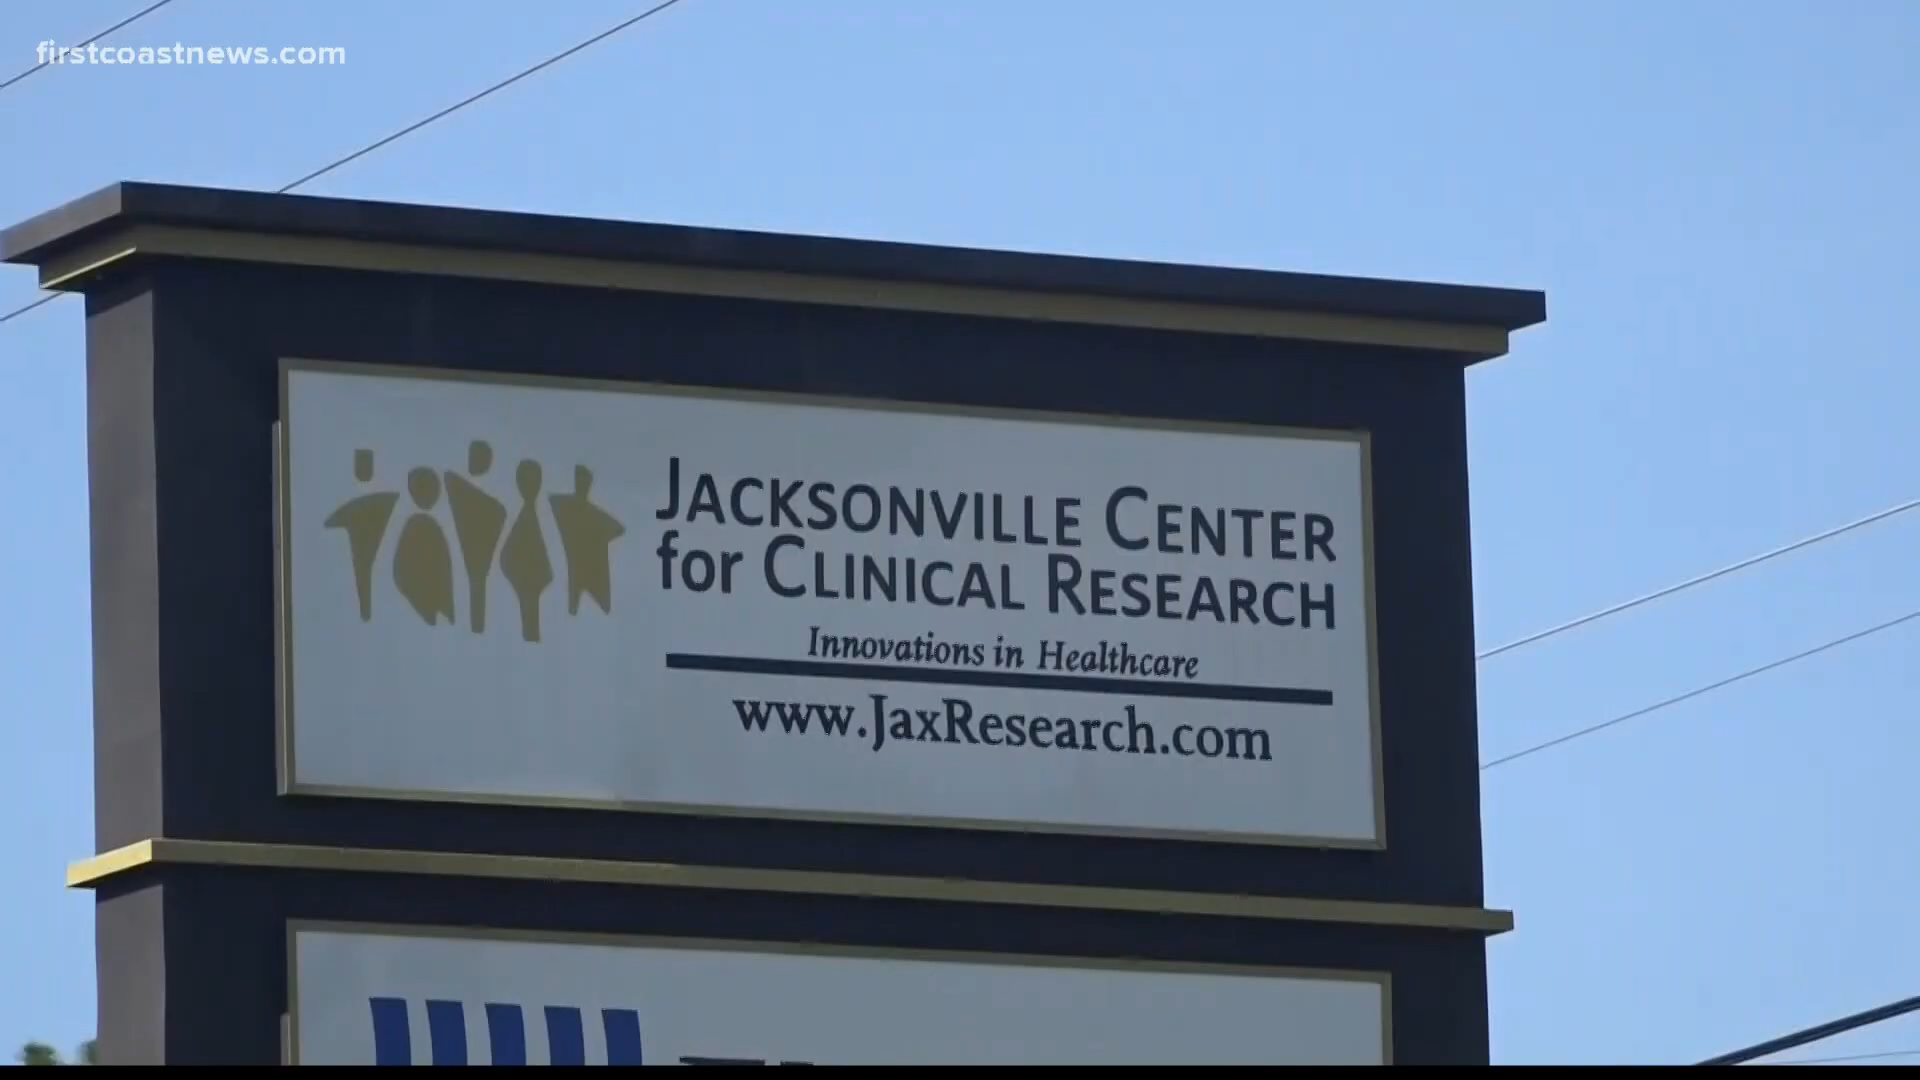 firstcoastnews.com
JACKSONVILLE CENTER
for CLINICAL RESEARCH
Innovations in Healthcare
www.JaxResearch.com